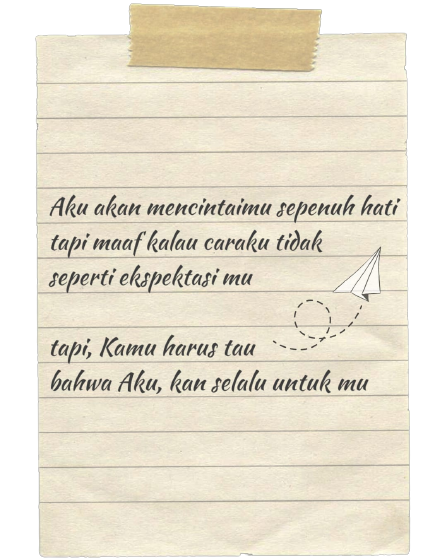 Aku akan mencintaimu sepenuh hati
tapi maaf kalau caraku tidak
seperti ekspektasi mu
tapi, Kamu harus tau
bahwa Aku, kan selalu untuk mu